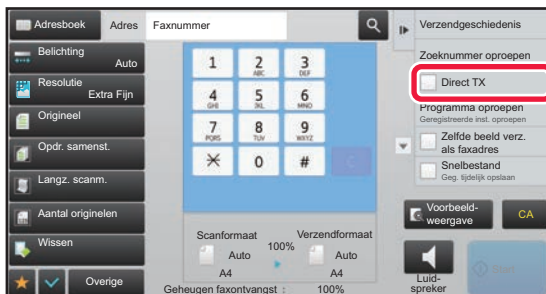 Adresboek
Adres
Faxnummer
Verzendgeschiedenis
Belichting
Auto
Resolutie
Extra Fijn
Origineel
Opdr. samenst.
Langz. scanm.
Aantal originelen
Wissen
Overige
1
2
ABC
3
DEF
4
GHI
5
JKL
6
MNO
7
PQRS
8
TUV
9
WXYZ
0
#
C
Scanformaat
Auto
A4
100%
Verzendformaat
Auto
A4
Geheugen faxontvangst : 100%
Zoeknummer oproepen
Direct TX
Programma oproepen
Geregistreerde inst. oproepen
Zelfde beeld verz.
als faxadres
Snelbestand
Geg. tijdelijk opslaan
Voorbeeld-
weergave
CA
Luid-
spreker
Start